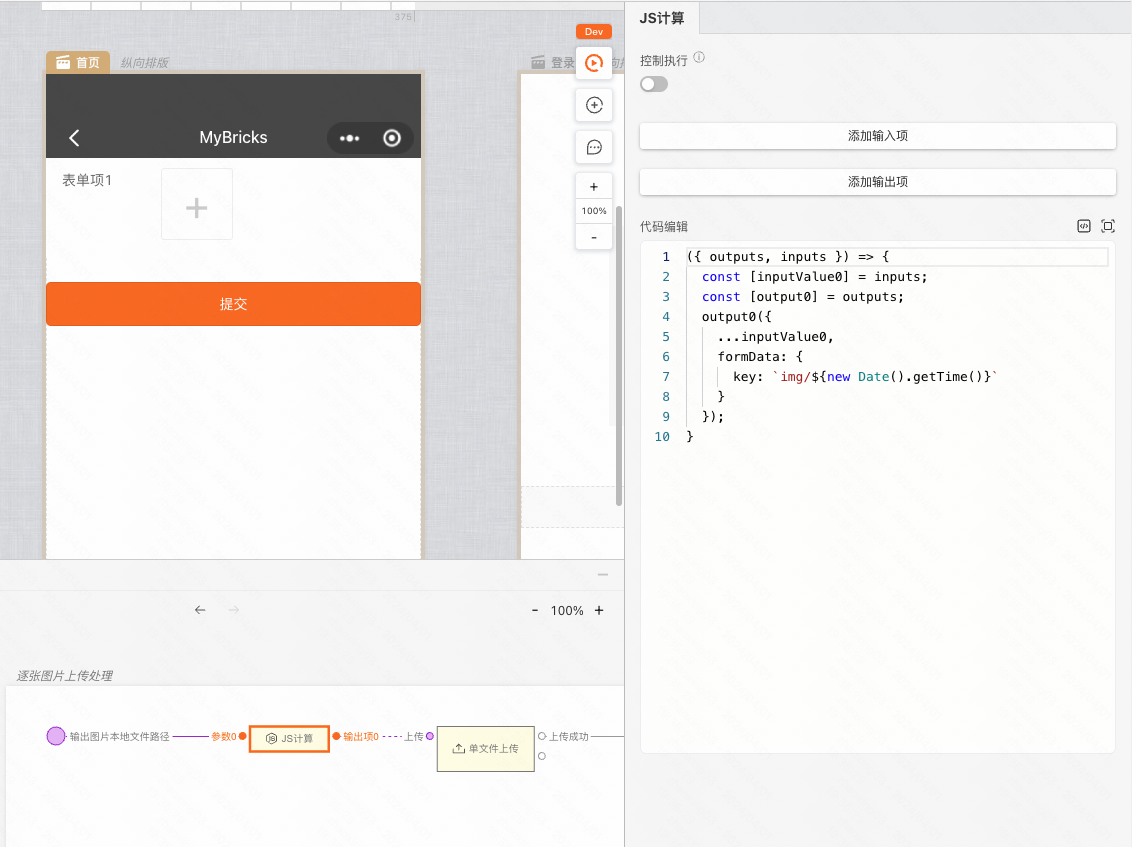 375
Dev
首页
纵向排版
登录
MyBricks
表单项1
提交
+
100%
-
- 100% +
逐张图片上传处理
输出图片本地文件路径
参数0
JS计算
输出项0
上传
单文件上传
上传成功
JS计算
控制执行
添加输入项
添加输出项
代码编辑
1 ({ outputs, inputs }) => {
2 const [inputValue0] = inputs;
3 const [output0] = outputs;
4 output0({
5 ...inputValue0,
6 formData: {
7 key: `img/${new Date().getTime()}`
8 }
9 });
10 }